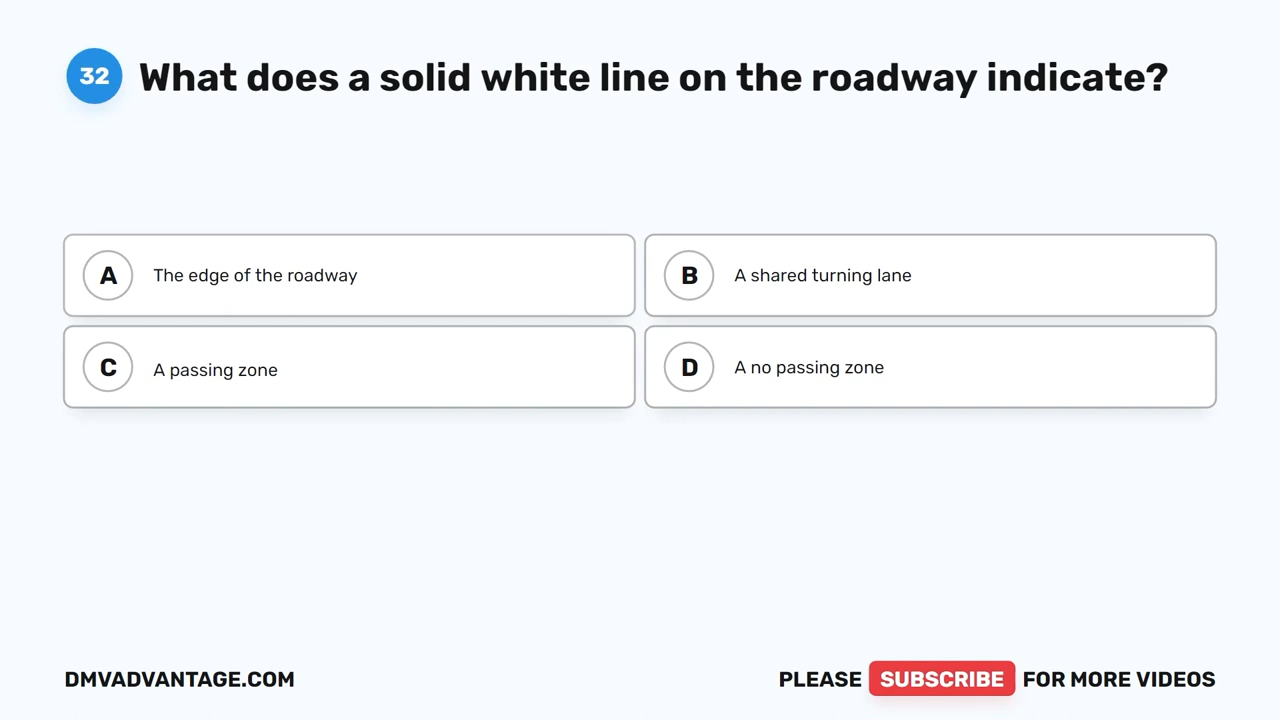 32 What does a solid white line on the roadway indicate?
A The edge of the roadway
B A shared turning lane
C A passing zone
D A no passing zone
DMVADVANTAGE.COM
PLEASE SUBSCRIBE FOR MORE VIDEOS